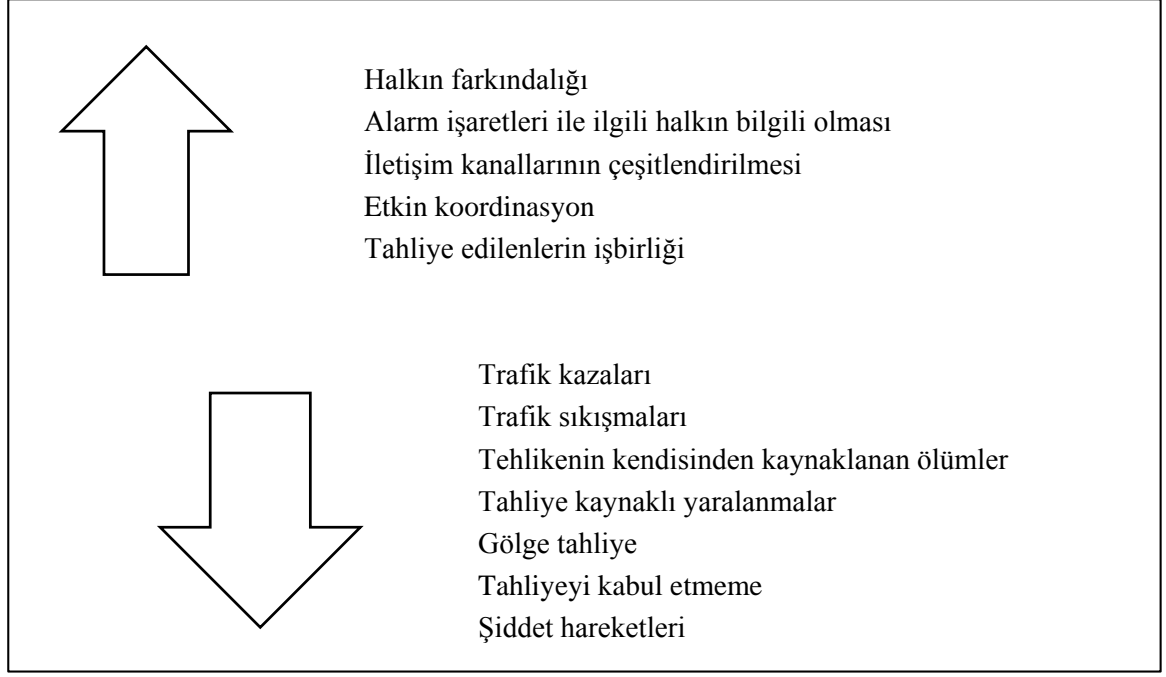 Halkın farkındalığı
Alarm işaretleri ile ilgili halkın bilgili olması
İletişim kanallarının çeşitlendirilmesi
Etkin koordinasyon
Tahliye edilenlerin işbirliği
Trafik kazaları
Trafik sıkışmaları
Tehlikenin kendisinden kaynaklanan ölümler
Tahliye kaynaklı yaralanmalar
Gölge tahliye
Tahliyeyi kabul etmeme
Şiddet hareketleri